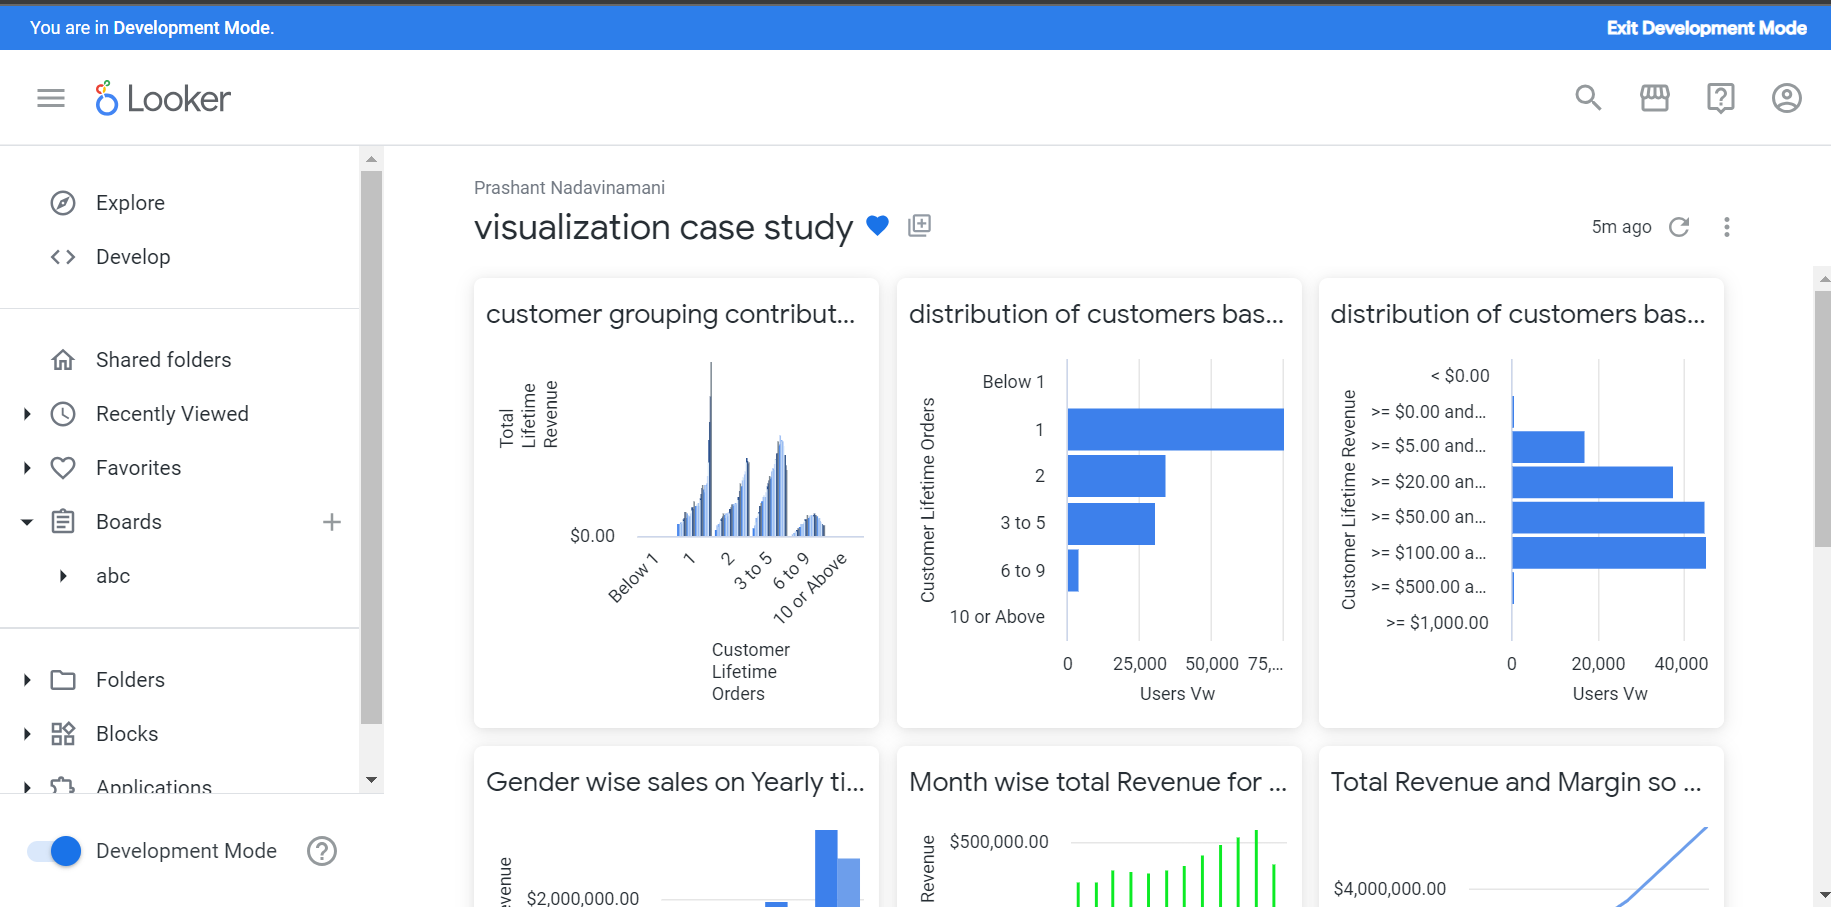 You are in Development Mode.
Exit Development Mode
Looker
Explore
Develop
Shared folders
Recently Viewed
Favorites
Boards
abc
Folders
Blocks
Applications
Development Mode
Prashant Nadavinamani
visualization case study
5m ago
customer grouping contribut...
Total
Lifetime
Revenue
$0.00
Below 1
1
2
3 to 5
6 to 9
10 or Above
Customer
Lifetime
Orders
distribution of customers bas...
Customer Lifetime Orders
Below 1
1
2
3 to 5
6 to 9
10 or Above
0
25,000
50,000
75,...
Users Vw
distribution of customers bas...
Customer Lifetime Revenue
< $0.00
>= $0.00 and...
>= $5.00 and...
>= $20.00 an...
>= $50.00 an...
>= $100.00 a...
>= $500.00 a...
>= $1,000.00
0
20,000
40,000
Users Vw
Gender wise sales on Yearly ti...
evenue
$2,000,000.00
Month wise total Revenue for ...
Revenue
$500,000.00
Total Revenue and Margin so ...
$4,000,000.00